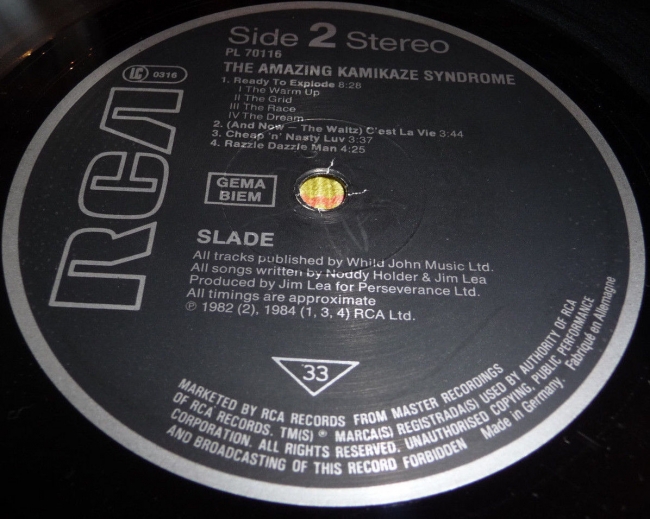 Side 2 Stereo
PL 70116
LC 0316
THE AMAZING KAMIKAZE SYNDROME
1. Ready To Explode 8:28
I The Warm Up
II The Grid
III The Race
IV The Dream
2. (And Now – The Waltz) C'est La Vie 3:44
3. Cheap 'n' Nasty Luv 3:37
4. Razzle Dazzle Man 4:25
RCA
GEMA
BIEM
SLADE
All tracks published by Whild John Music Ltd.
All songs written by Noddy Holder & Jim Lea
Produced by Jim Lea for Perseverance Ltd.
All timings are approximate
℗ 1982 (2), 1984 (1, 3, 4) RCA Ltd.
33
MARKETED BY RCA RECORDS FROM MASTER RECORDINGS
OF RCA RECORDS. TM(S) ® MARCA(S) REGISTRADA(S) USED BY AUTHORITY OF RCA
CORPORATION. ALL RIGHTS RESERVED. UNAUTHORISED COPYING, PUBLIC PERFORMANCE
AND BROADCASTING OF THIS RECORD FORBIDDEN Made in Germany. Fabriqué en Allemagne